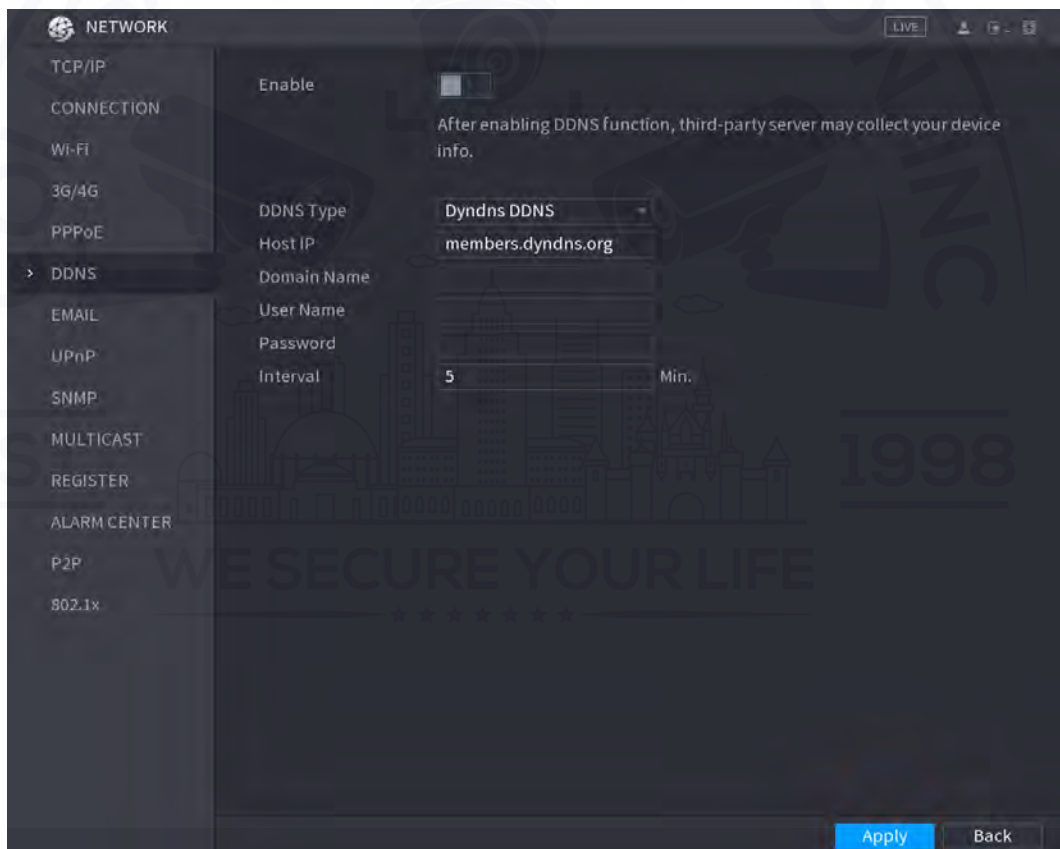 NETWORK
LIVE
TCP/IP
CONNECTION
Wi-Fi
3G/4G
PPPoE
DDNS
EMAIL
UPnP
SNMP
MULTICAST
REGISTER
ALARM CENTER
P2P
802.1x
Enable
After enabling DDNS function, third-party server may collect your device
info.
DDNS Type Dyndns DDNS
Host IP members.dyndns.org
Domain Name
User Name
Password
Interval 5 Min.
1998
WE SECURE YOUR LIFE
Apply Back